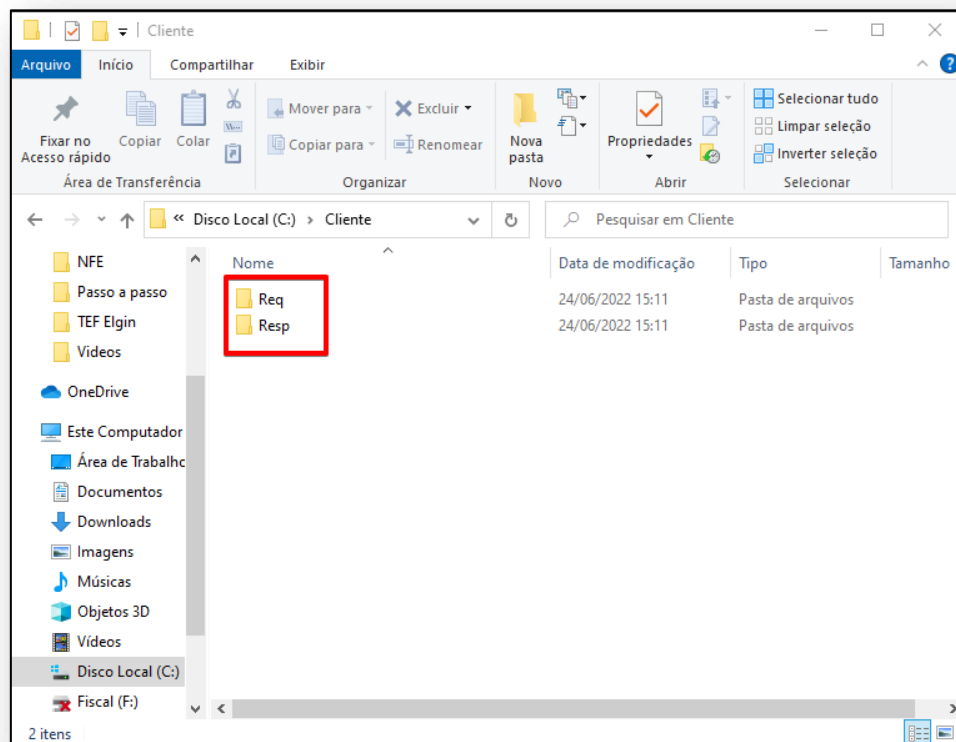 Cliente
Arquivo Início Compartilhar Exibir
Fixar no Acesso rápido
Copiar
Colar
Mover para
Copiar para
Excluir
Renomear
Nova pasta
Propriedades
Selecionar tudo
Limpar seleção
Inverter seleção
Área de Transferência Organizar Novo Abrir Selecionar
« Disco Local (C:) › Cliente
Pesquisar em Cliente
NFE
Passo a passo
TEF Elgin
Videos
OneDrive
Este Computador
Área de Trabalhc
Documentos
Downloads
Imagens
Músicas
Objetos 3D
Vídeos
Disco Local (C:)
Fiscal (F:)
Nome Data de modificação Tipo Tamanho
Req 24/06/2022 15:11 Pasta de arquivos
Resp 24/06/2022 15:11 Pasta de arquivos
2 itens